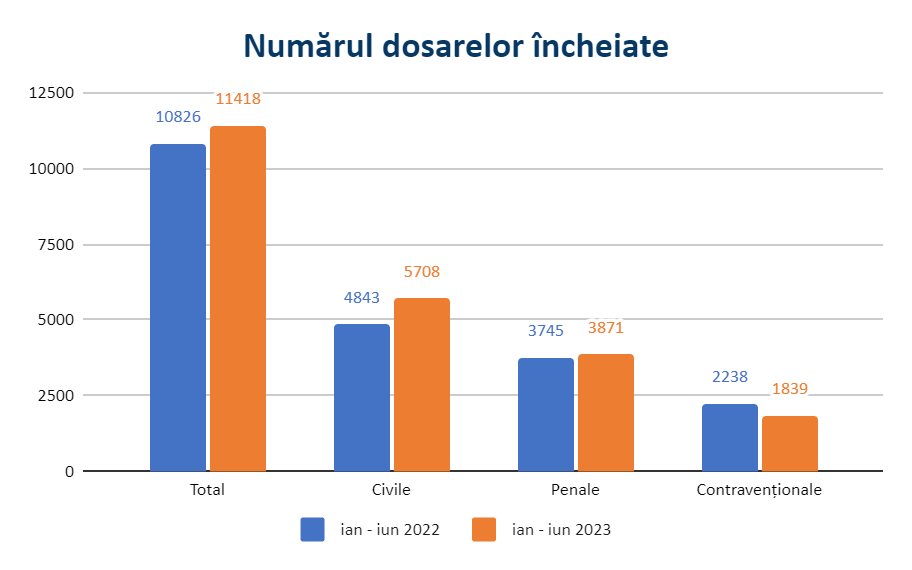 Numărul dosarelor încheiate
12500
10000
7500
5000
2500
0
10826
11418
4843
5708
3745
3871
2238
1839
Total
Civile
Penale
Contravenționale
ian - iun 2022
ian - iun 2023